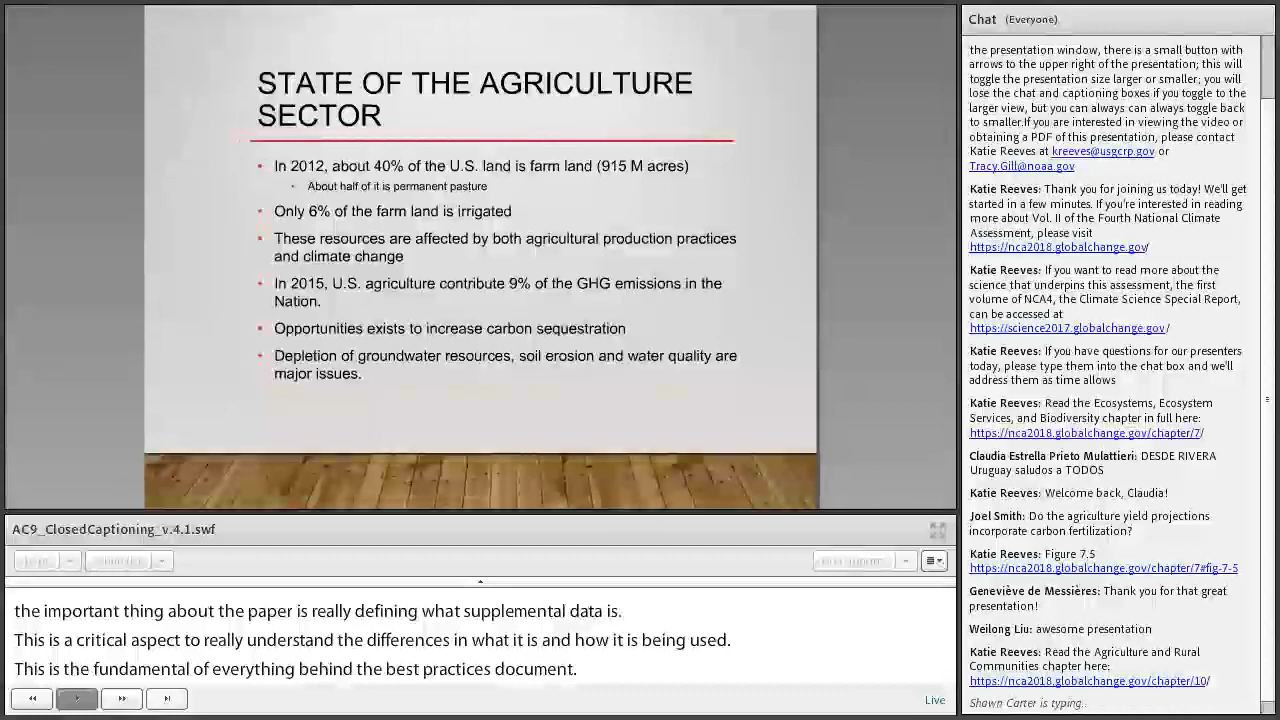 STATE OF THE AGRICULTURE
SECTOR
• In 2012, about 40% of the U.S. land is farm land (915 M acres)
• About half of it is permanent pasture
• Only 6% of the farm land is irrigated
• These resources are affected by both agricultural production practices
and climate change
• In 2015, U.S. agriculture contribute 9% of the GHG emissions in the
Nation.
• Opportunities exists to increase carbon sequestration
• Depletion of groundwater resources, soil erosion and water quality are
major issues.
AC9_ClosedCaptioning_v.4.1.swf
the important thing about the paper is really defining what supplemental data is.
This is a critical aspect to really understand the differences in what it is and how it is being used.
This is the fundamental of everything behind the best practices document.
Live
Chat (Everyone)
the presentation window, there is a small button with
arrows to the upper right of the presentation; this will
toggle the presentation size larger or smaller; you will
lose the chat and captioning boxes if you toggle to the
larger view, but you can always can always toggle back
to smaller.If you are interested in viewing the video or
obtaining a PDF of this presentation, please contact
Katie Reeves at kreeves@usgcrp.gov or
Tracy.Gill@noaa.gov
Katie Reeves: Thank you for joining us today! We'll get
started in a few minutes. If you're interested in reading
more about Vol. II of the Fourth National Climate
Assessment, please visit
https://nca2018.globalchange.gov/
Katie Reeves: If you want to read more about the
science that underpins this assessment, the first
volume of NCA4, the Climate Science Special Report,
can be accessed at
https://science2017.globalchange.gov/
Katie Reeves: If you have questions for our presenters
today, please type them into the chat box and we'll
address them as time allows
Katie Reeves: Read the Ecosystems, Ecosystem
Services, and Biodiversity chapter in full here:
https://nca2018.globalchange.gov/chapter/7/
Claudia Estrella Prieto Mulattieri: DESDE RIVERA
Uruguay saludos a TODOS
Katie Reeves: Welcome back, Claudia!
Joel Smith: Do the agriculture yield projections
incorporate carbon fertilization?
Katie Reeves: Figure 7.5
https://nca2018.globalchange.gov/chapter/7#fig-7-5
Geneviève de Messières: Thank you for that great
presentation!
Weilong Liu: awesome presentation
Katie Reeves: Read the Agriculture and Rural
Communities chapter here:
https://nca2018.globalchange.gov/chapter/10/
Shawn Carter is typing..